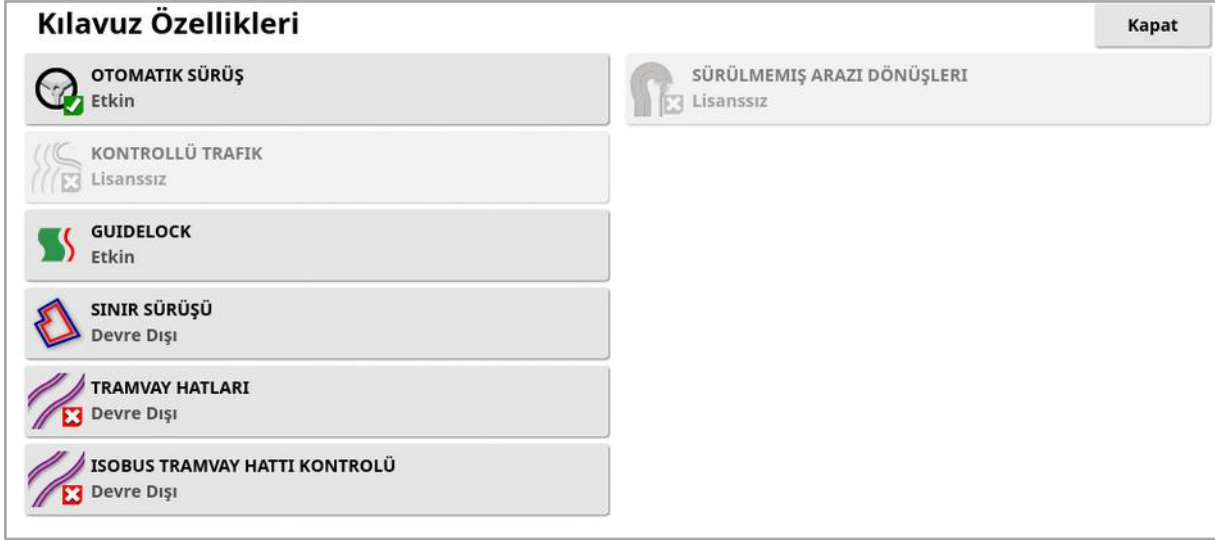 Kılavuz Özellikleri
Kapat
OTOMATIK SÜRÜŞ
Etkin
SÜRÜLMEMIŞ ARAZI DÖNÜŞLERI
Lisanssız
KONTROLLÜ TRAFIK
Lisanssız
GUIDELOCK
Etkin
SINIR SÜRÜŞÜ
Devre Dışı
TRAMVAY HATLARI
Devre Dışı
ISOBUS TRAMVAY HATTI KONTROLÜ
Devre Dışı